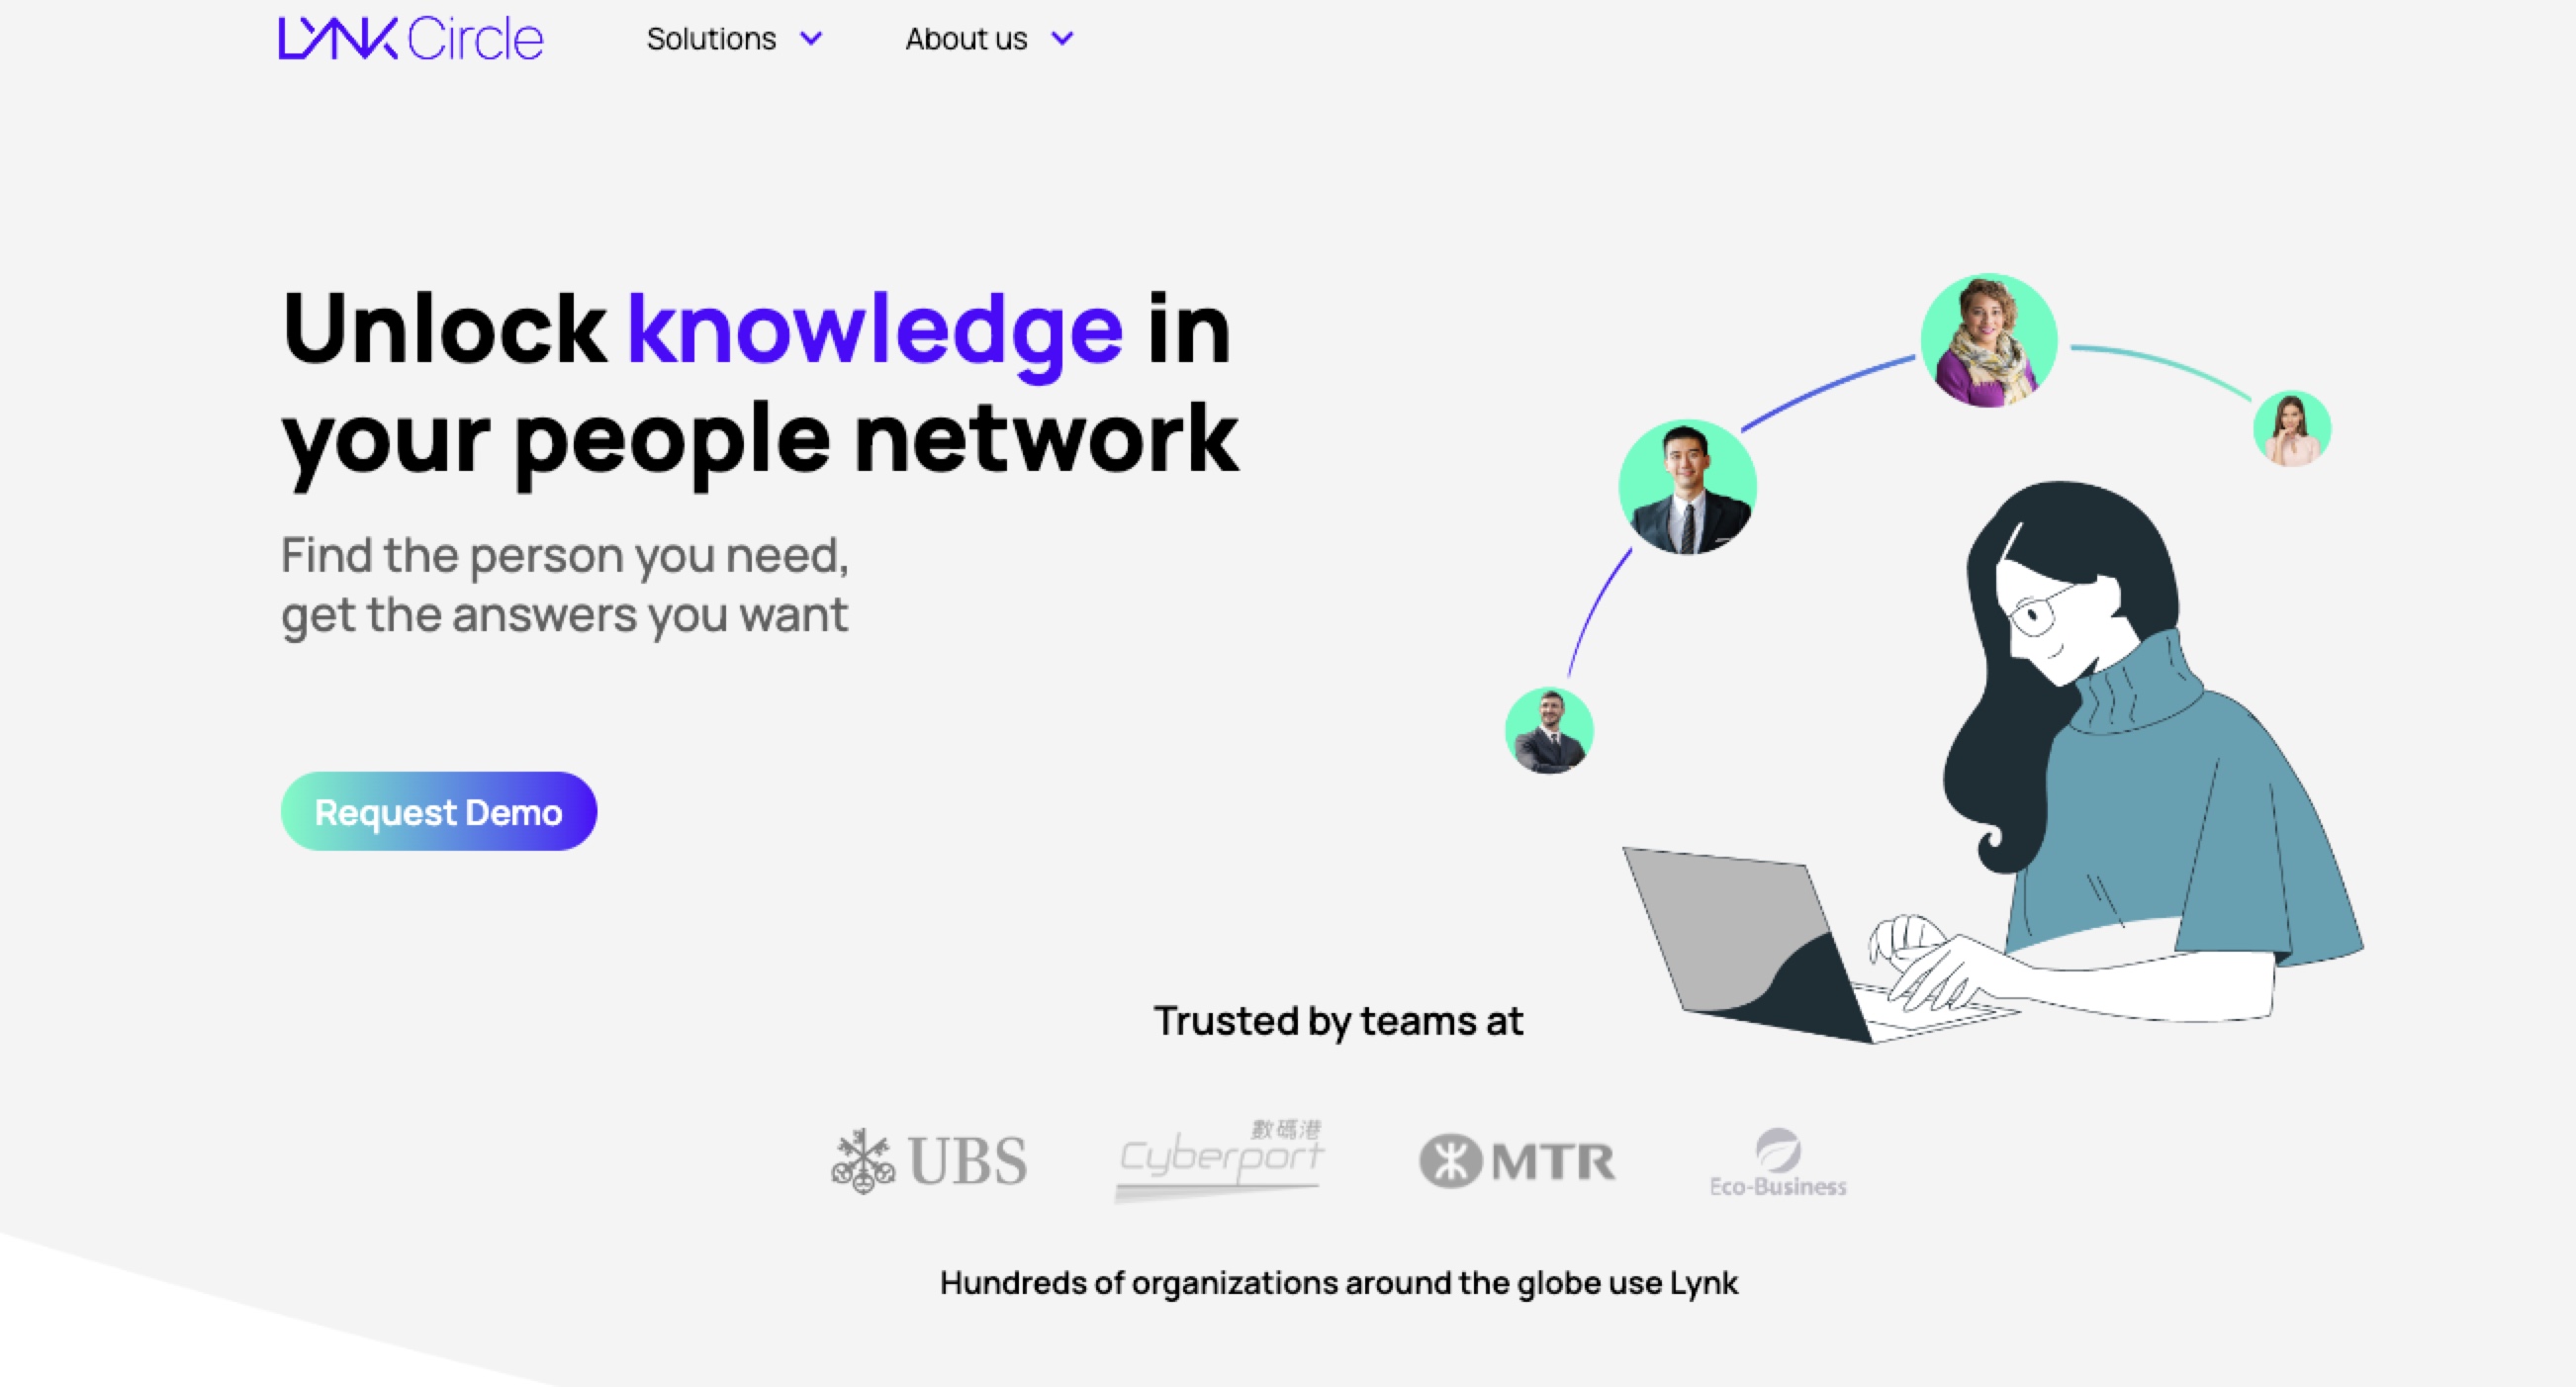 LYNK Circle
Solutions
About us
Unlock knowledge in
your people network
Find the person you need,
get the answers you want
Request Demo
Trusted by teams at
UBS
數碼港
Cyberport
MTR
Eco-Business
Hundreds of organizations around the globe use Lynk